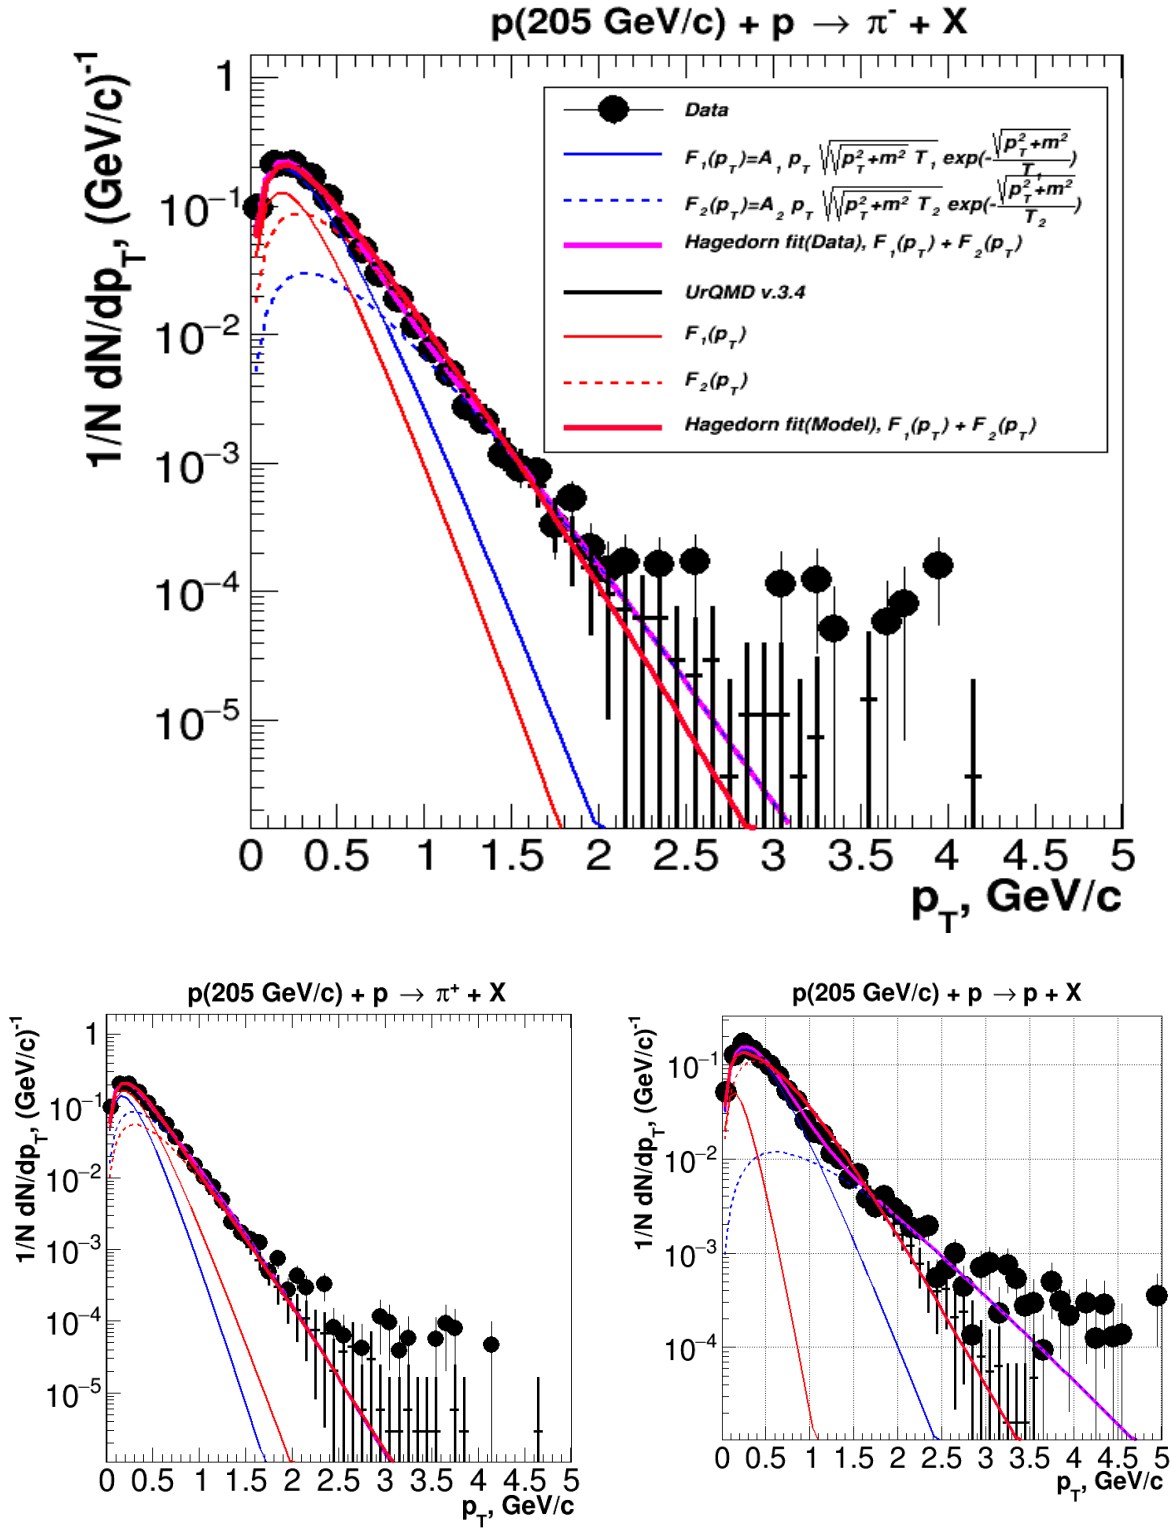 p(205 GeV/c) + p → π⁻ + X
1/N dN/dp_T, (GeV/c)⁻¹
1
10⁻¹
10⁻²
10⁻³
10⁻⁴
10⁻⁵
Data
F₁(p_T)=A₁ p_T √√p_T²+m² T₁ exp(-√p_T²+m²/T₁)
F₂(p_T)=A₂ p_T √√p_T²+m² T₂ exp(-√p_T²+m²/T₂)
Hagedorn fit(Data), F₁(p_T) + F₂(p_T)
UrQMD v.3.4
F₁(p_T)
F₂(p_T)
Hagedorn fit(Model), F₁(p_T) + F₂(p_T)
0 0.5 1 1.5 2 2.5 3 3.5 4 4.5 5
p_T, GeV/c
p(205 GeV/c) + p → π⁺ + X
1/N dN/dp_T, (GeV/c)⁻¹
1
10⁻¹
10⁻²
10⁻³
10⁻⁴
10⁻⁵
0 0.5 1 1.5 2 2.5 3 3.5 4 4.5 5
p_T, GeV/c
p(205 GeV/c) + p → p + X
1/N dN/dp_T, (GeV/c)⁻¹
10⁻¹
10⁻²
10⁻³
10⁻⁴
0 0.5 1 1.5 2 2.5 3 3.5 4 4.5 5
p_T, GeV/c